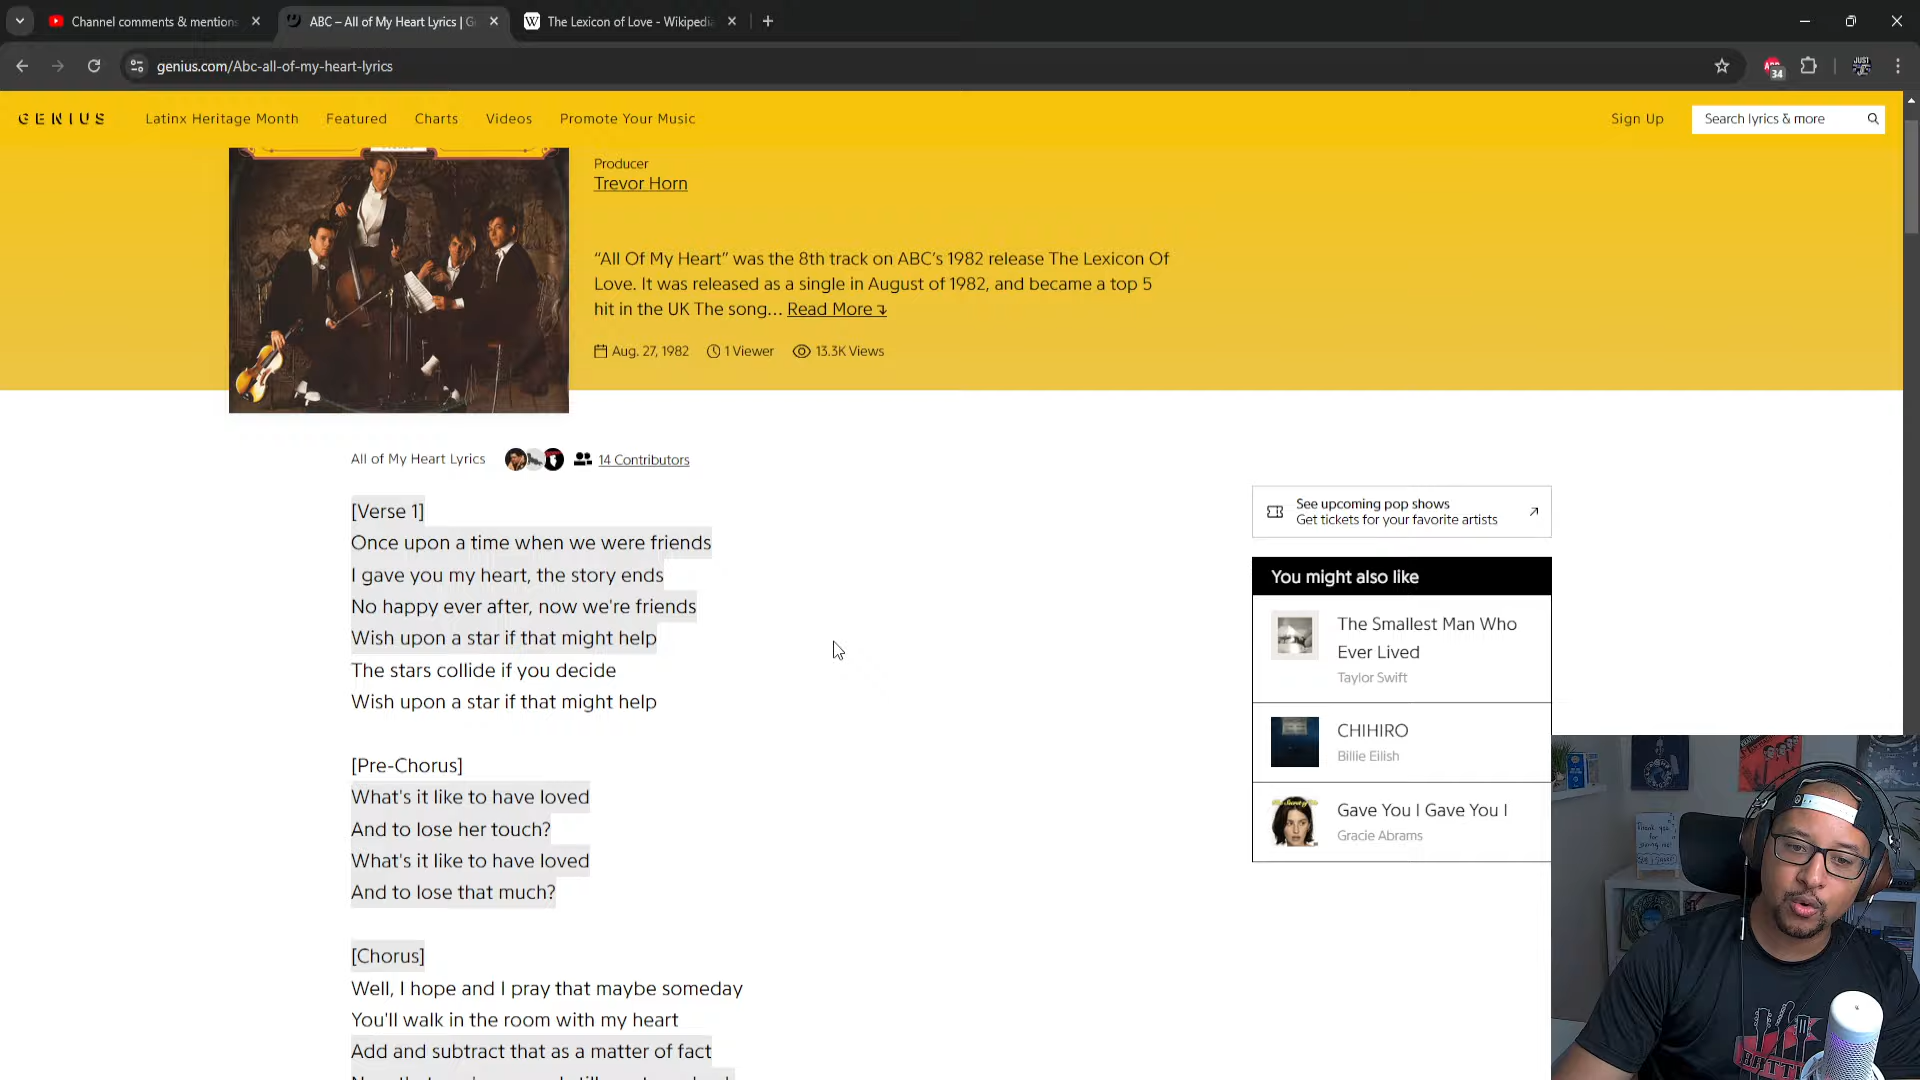 Channel comments & mentions
ABC – All of My Heart Lyrics | G
The Lexicon of Love - Wikipedia
genius.com/Abc-all-of-my-heart-lyrics
34
GENIUS
Latinx Heritage Month
Featured
Charts
Videos
Promote Your Music
Sign Up
Search lyrics & more
Producer
Trevor Horn
“All Of My Heart” was the 8th track on ABC’s 1982 release The Lexicon Of
Love. It was released as a single in August of 1982, and became a top 5
hit in the UK The song… Read More
Aug. 27, 1982
1 Viewer
13.3K Views
All of My Heart Lyrics
14 Contributors
[Verse 1]
Once upon a time when we were friends
I gave you my heart, the story ends
No happy ever after, now we're friends
Wish upon a star if that might help
The stars collide if you decide
Wish upon a star if that might help
[Pre-Chorus]
What's it like to have loved
And to lose her touch?
What's it like to have loved
And to lose that much?
[Chorus]
Well, I hope and I pray that maybe someday
You'll walk in the room with my heart
Add and subtract that as a matter of fact
See upcoming pop shows
Get tickets for your favorite artists
You might also like
The Smallest Man Who
Ever Lived
Taylor Swift
CHIHIRO
Billie Eilish
Gave You I Gave You I
Gracie Abrams